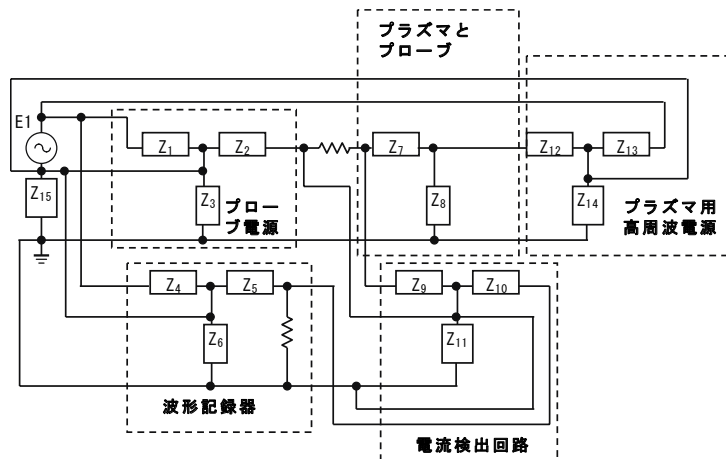 プラズマと
プローブ
E1
Z1
Z2
Z7
Z12
Z13
Z15
Z3
プロー
ブ電源
Z8
Z14
プラズマ用
高周波電源
Z4
Z5
Z9
Z10
Z6
Z11
波形記録器
電流検出回路